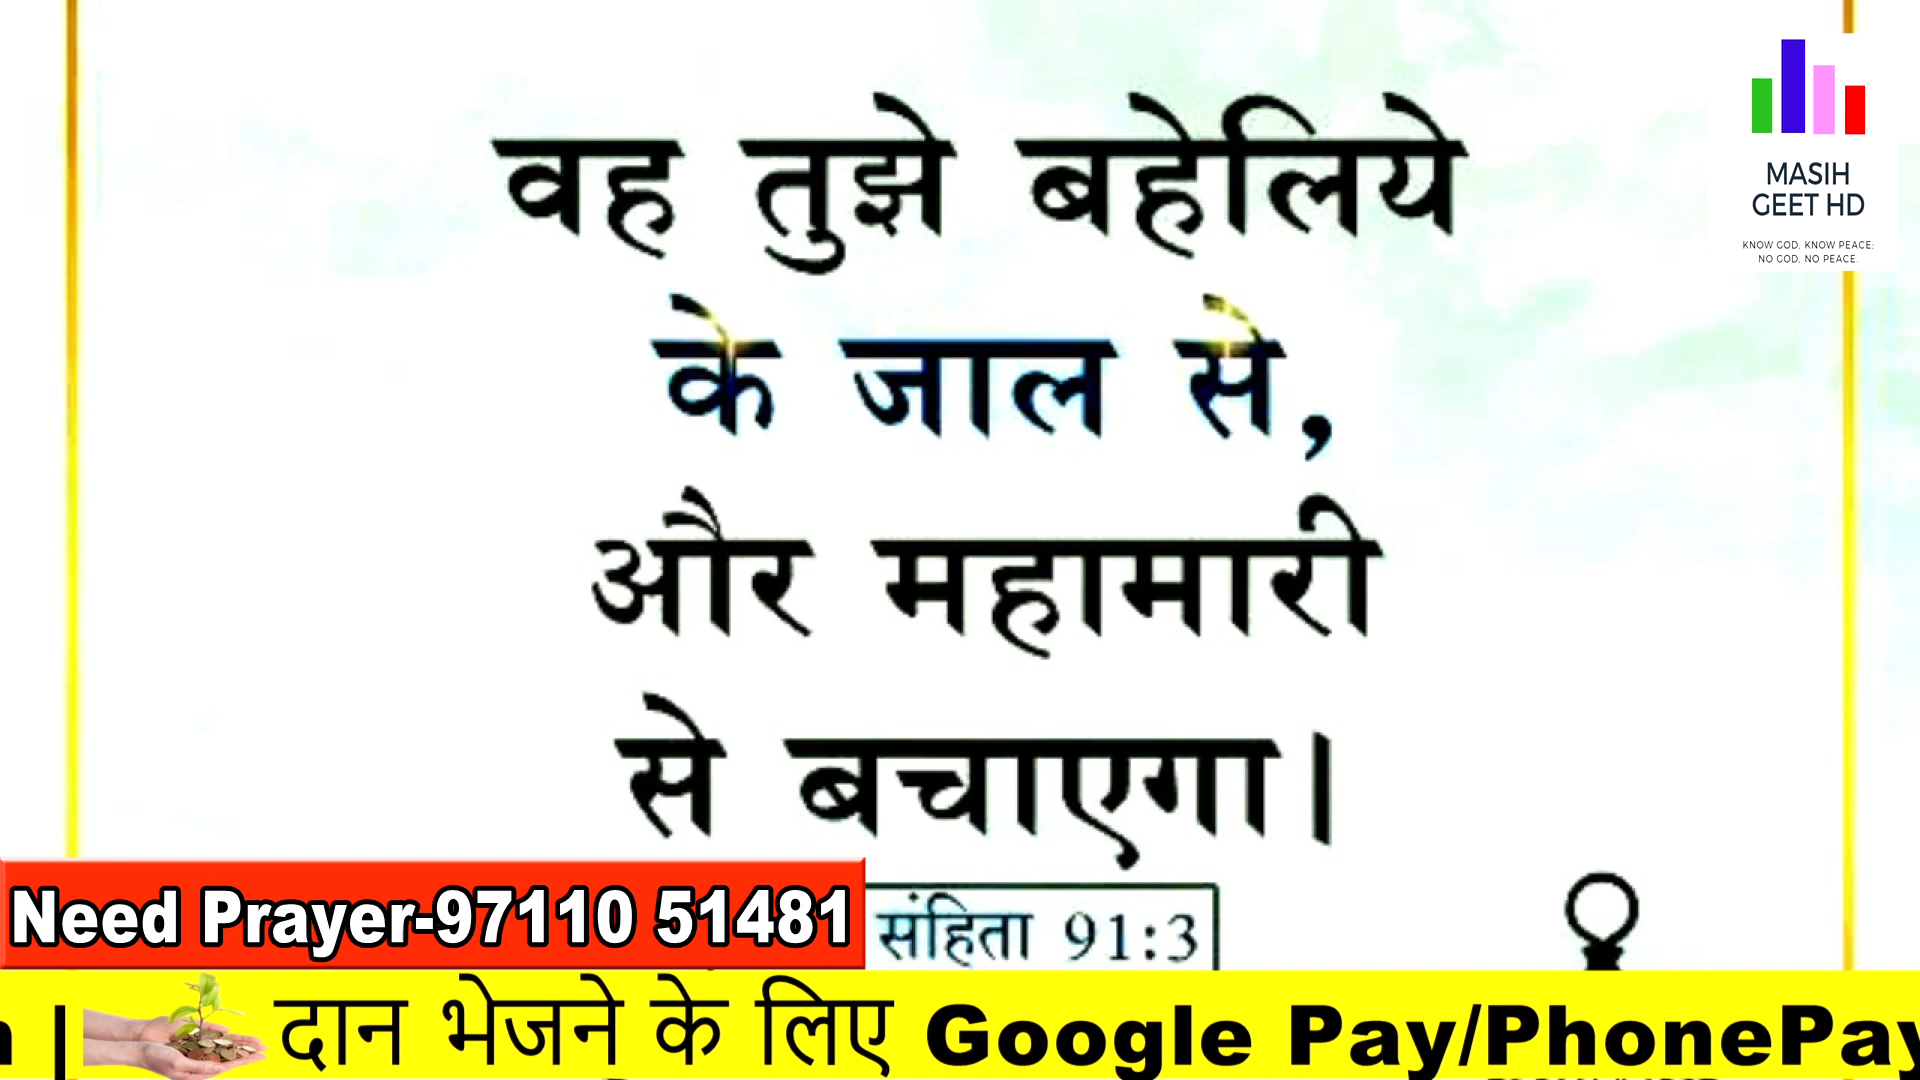 वह तुझे बहेलिये
के जाल से,
और महामारी
से बचाएगा।
संहिता 91:3
MASIH
GEET HD
KNOW GOD, KNOW PEACE;
NO GOD, NO PEACE.
Need Prayer-97110 51481
दान भेजने के लिए Google Pay/PhonePay